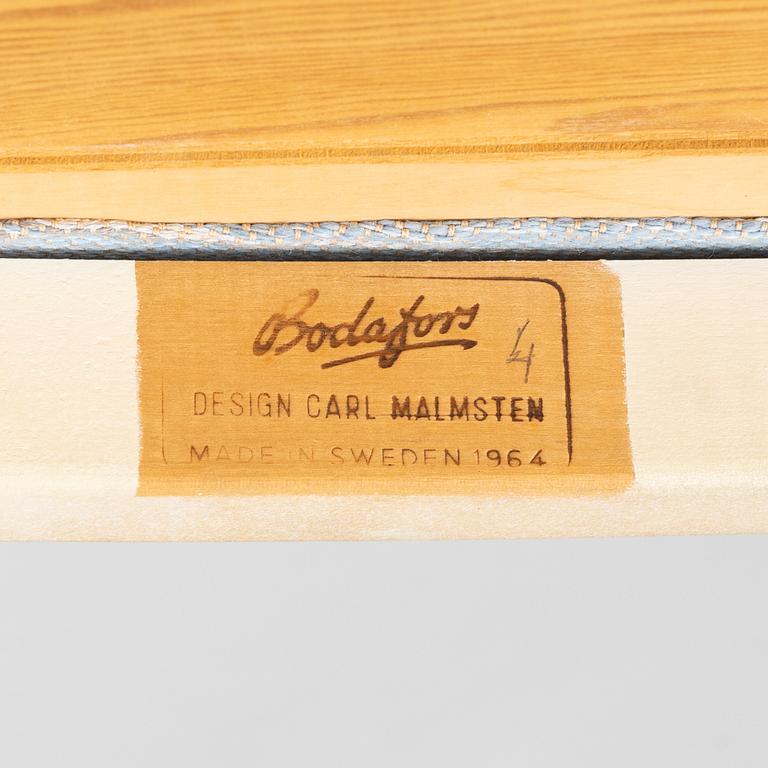 Bodafors
4
DESIGN CARL MALMSTEN
MADE IN SWEDEN 1964